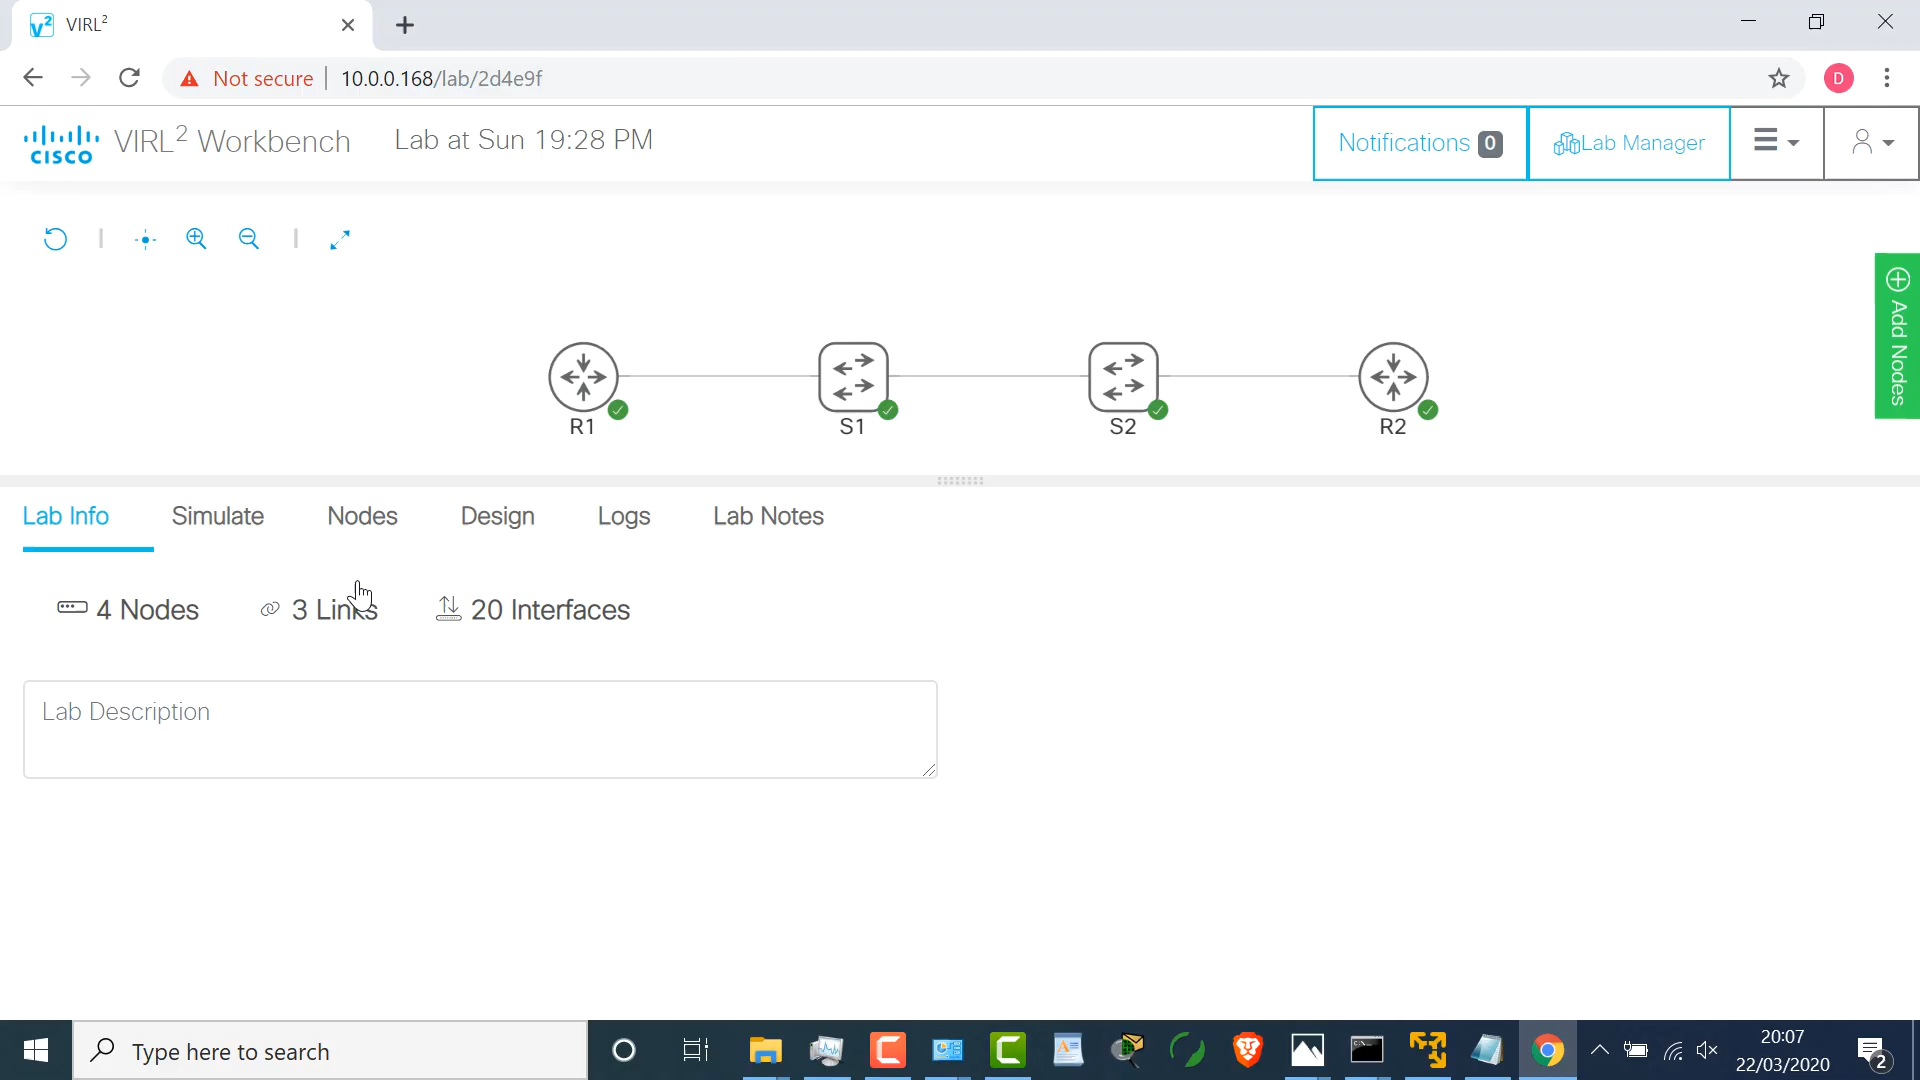 VIRL²
Not secure | 10.0.0.168/lab/2d4e9f
D
CISCO VIRL² Workbench Lab at Sun 19:28 PM
Notifications 0 Lab Manager
Add Nodes
R1 S1 S2 R2
Lab Info Simulate Nodes Design Logs Lab Notes
4 Nodes 3 Links 20 Interfaces
Lab Description
Type here to search
20:07
22/03/2020
2